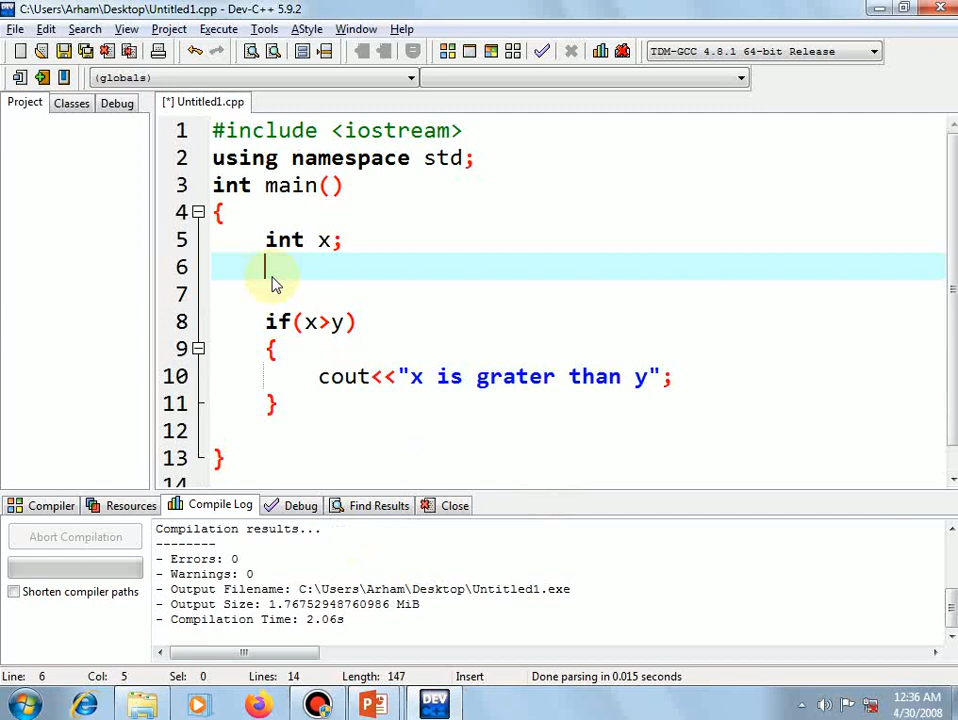 C:\Users\Arham\Desktop\Untitled1.cpp - Dev-C++ 5.9.2
File Edit Search View Project Execute Tools AStyle Window Help
TDM-GCC 4.8.1 64-bit Release
(globals)
Project Classes Debug [*] Untitled1.cpp
1 #include <iostream>
2 using namespace std;
3 int main()
4 {
5 int x;
6
7
8 if(x>y)
9 {
10 cout<<"x is grater than y";
11 }
12
13 }
14
Compiler Resources Compile Log Debug Find Results Close
Abort Compilation
Shorten compiler paths
Compilation results...
--------
- Errors: 0
- Warnings: 0
- Output Filename: C:\Users\Arham\Desktop\Untitled1.exe
- Output Size: 1.76752948760986 MiB
- Compilation Time: 2.06s
Line: 6 Col: 5 Sel: 0 Lines: 14 Length: 147 Insert Done parsing in 0.015 seconds
DEV
12:36 AM
4/30/2008